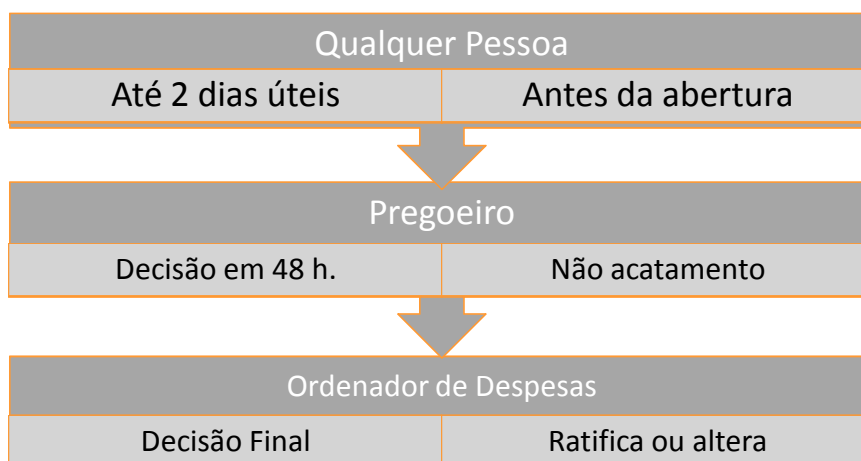 Qualquer Pessoa
Até 2 dias úteis
Antes da abertura
Pregoeiro
Decisão em 48 h.
Não acatamento
Ordenador de Despesas
Decisão Final
Ratifica ou altera